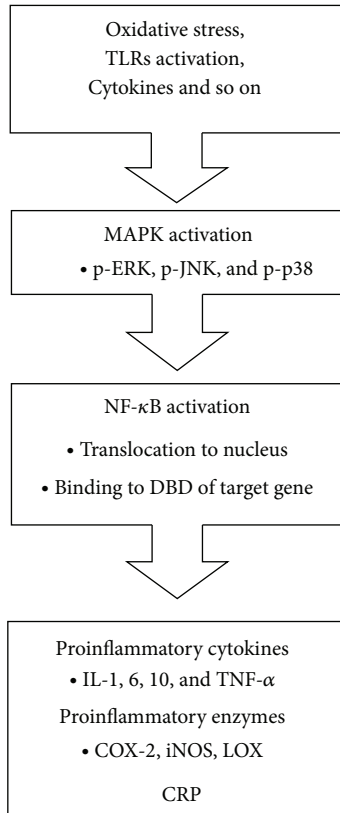 Oxidative stress,
TLRs activation,
Cytokines and so on
MAPK activation
• p-ERK, p-JNK, and p-p38
NF-κB activation
• Translocation to nucleus
• Binding to DBD of target gene
Proinflammatory cytokines
• IL-1, 6, 10, and TNF-α
Proinflammatory enzymes
• COX-2, iNOS, LOX
CRP